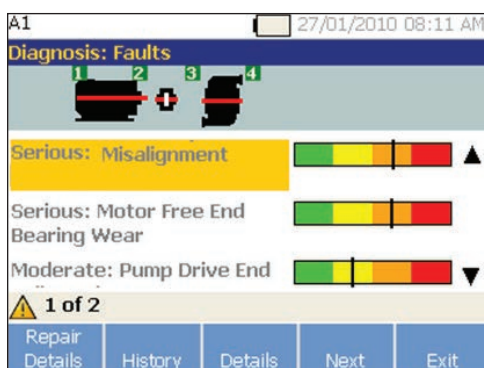 A1 27/01/2010 08:11 AM
Diagnosis: Faults
1 2 3 4
Serious: Misalignment
Serious: Motor Free End
Bearing Wear
Moderate: Pump Drive End
1 of 2
Repair
Details History Details Next Exit